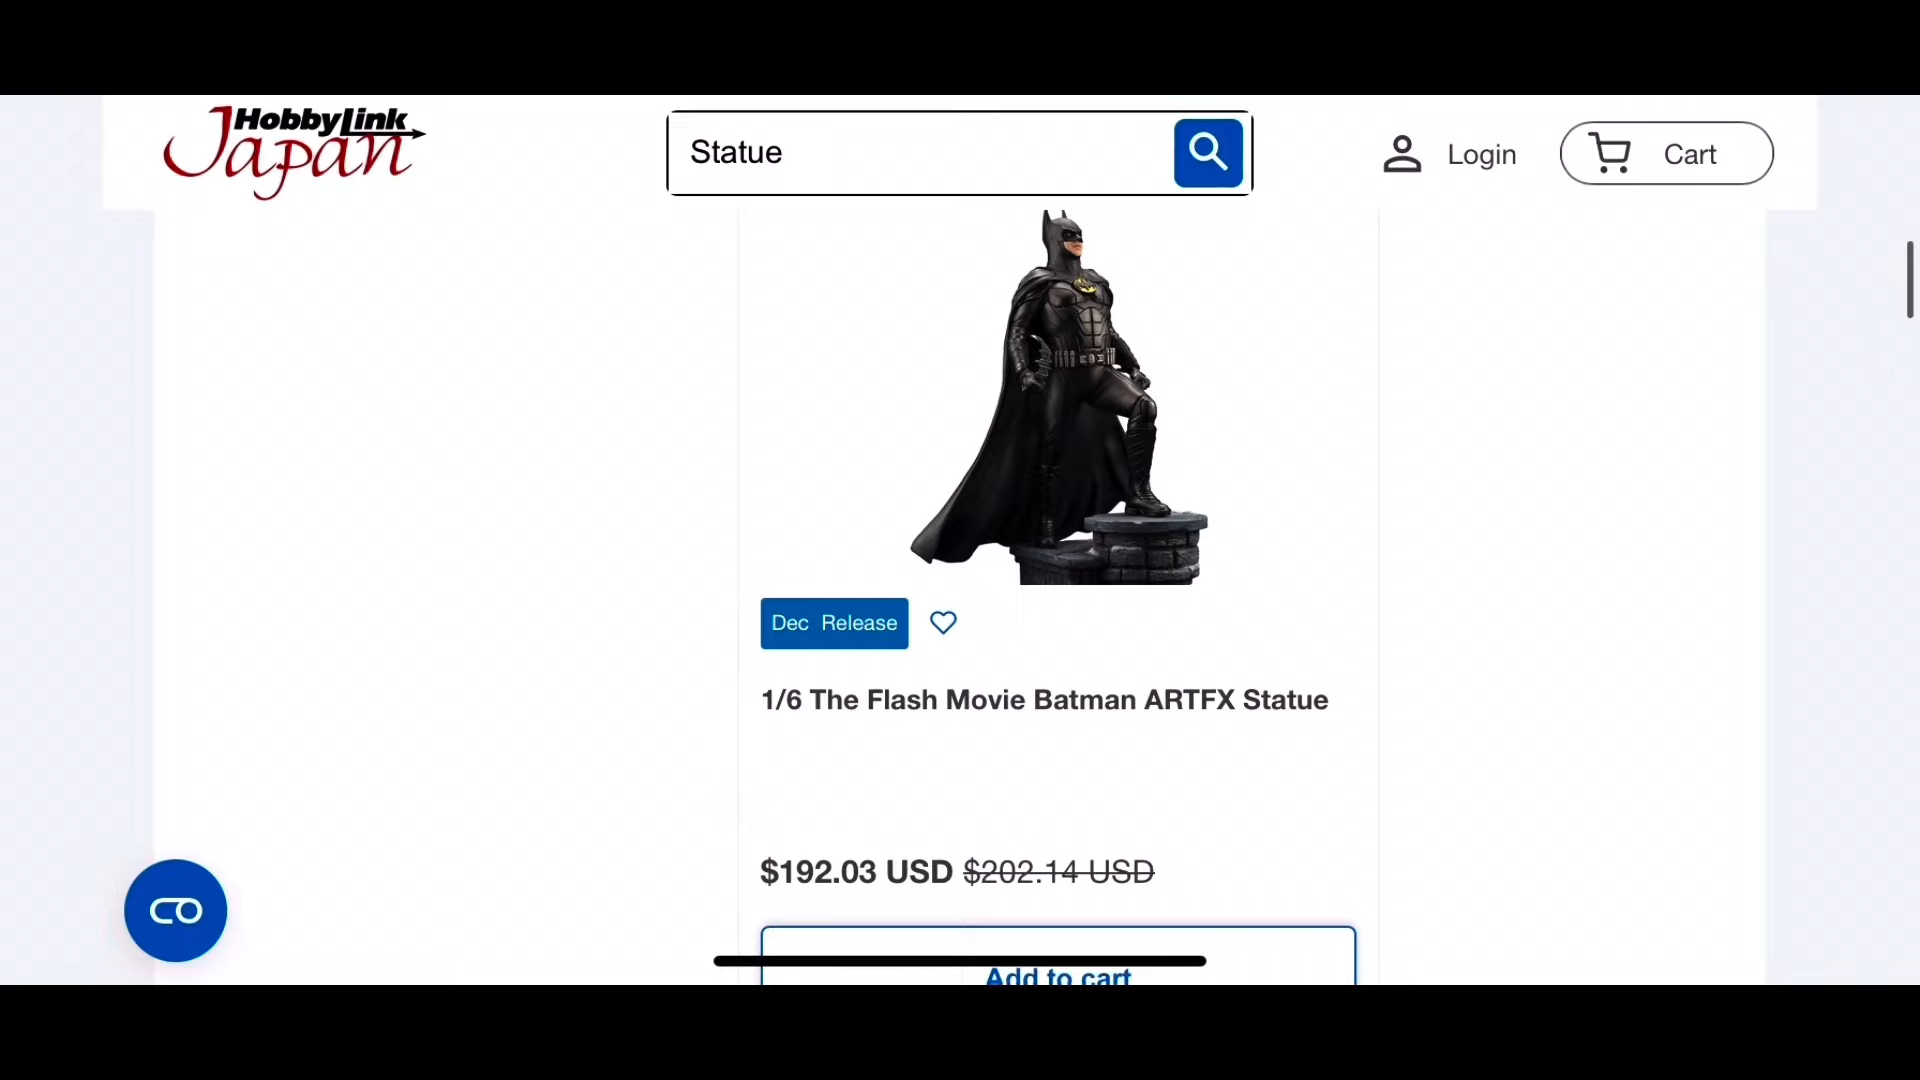 HobbyLink
Japan
Statue
Login
Cart
Dec Release
1/6 The Flash Movie Batman ARTFX Statue
$192.03 USD $202.14 USD
Add to cart